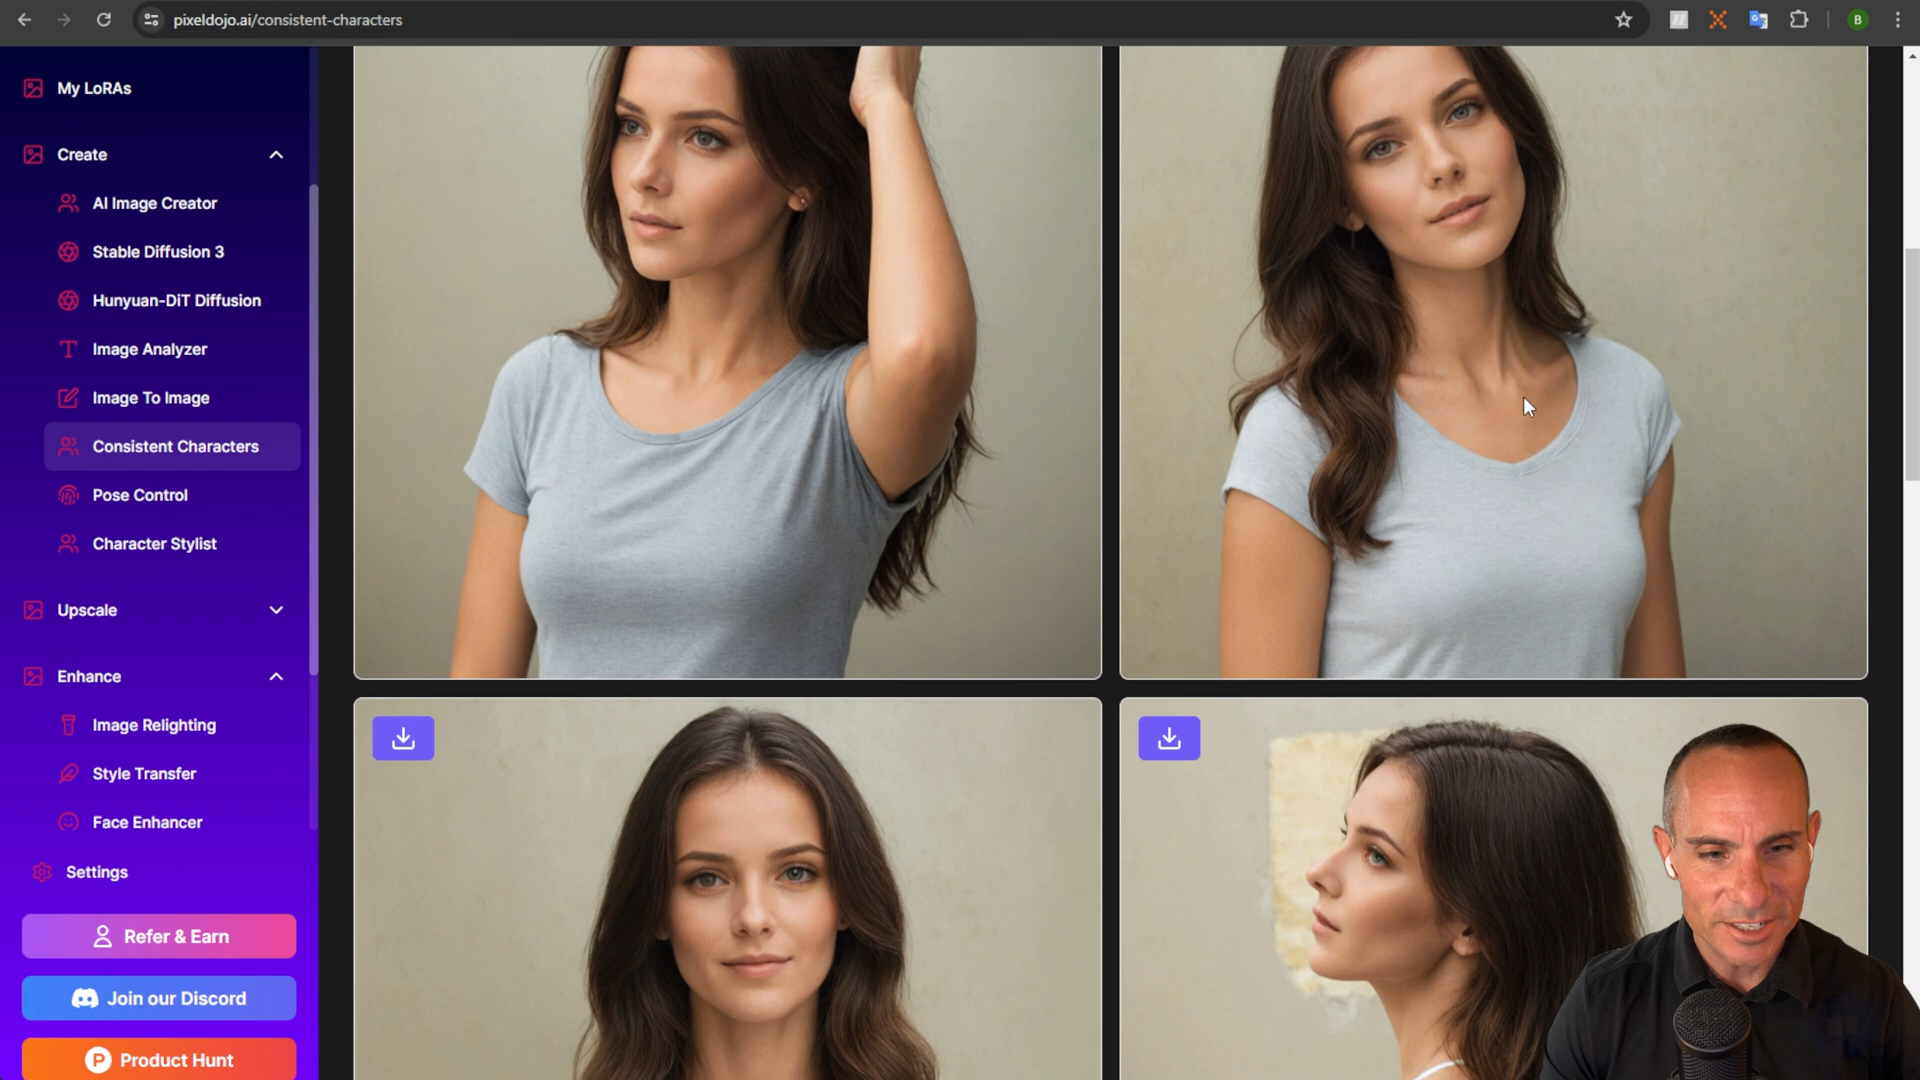 pixeldojo.ai/consistent-characters
B
My LoRAs
Create
AI Image Creator
Stable Diffusion 3
Hunyuan-DiT Diffusion
Image Analyzer
Image To Image
Consistent Characters
Pose Control
Character Stylist
Upscale
Enhance
Image Relighting
Style Transfer
Face Enhancer
Settings
Refer & Earn
Join our Discord
P Product Hunt